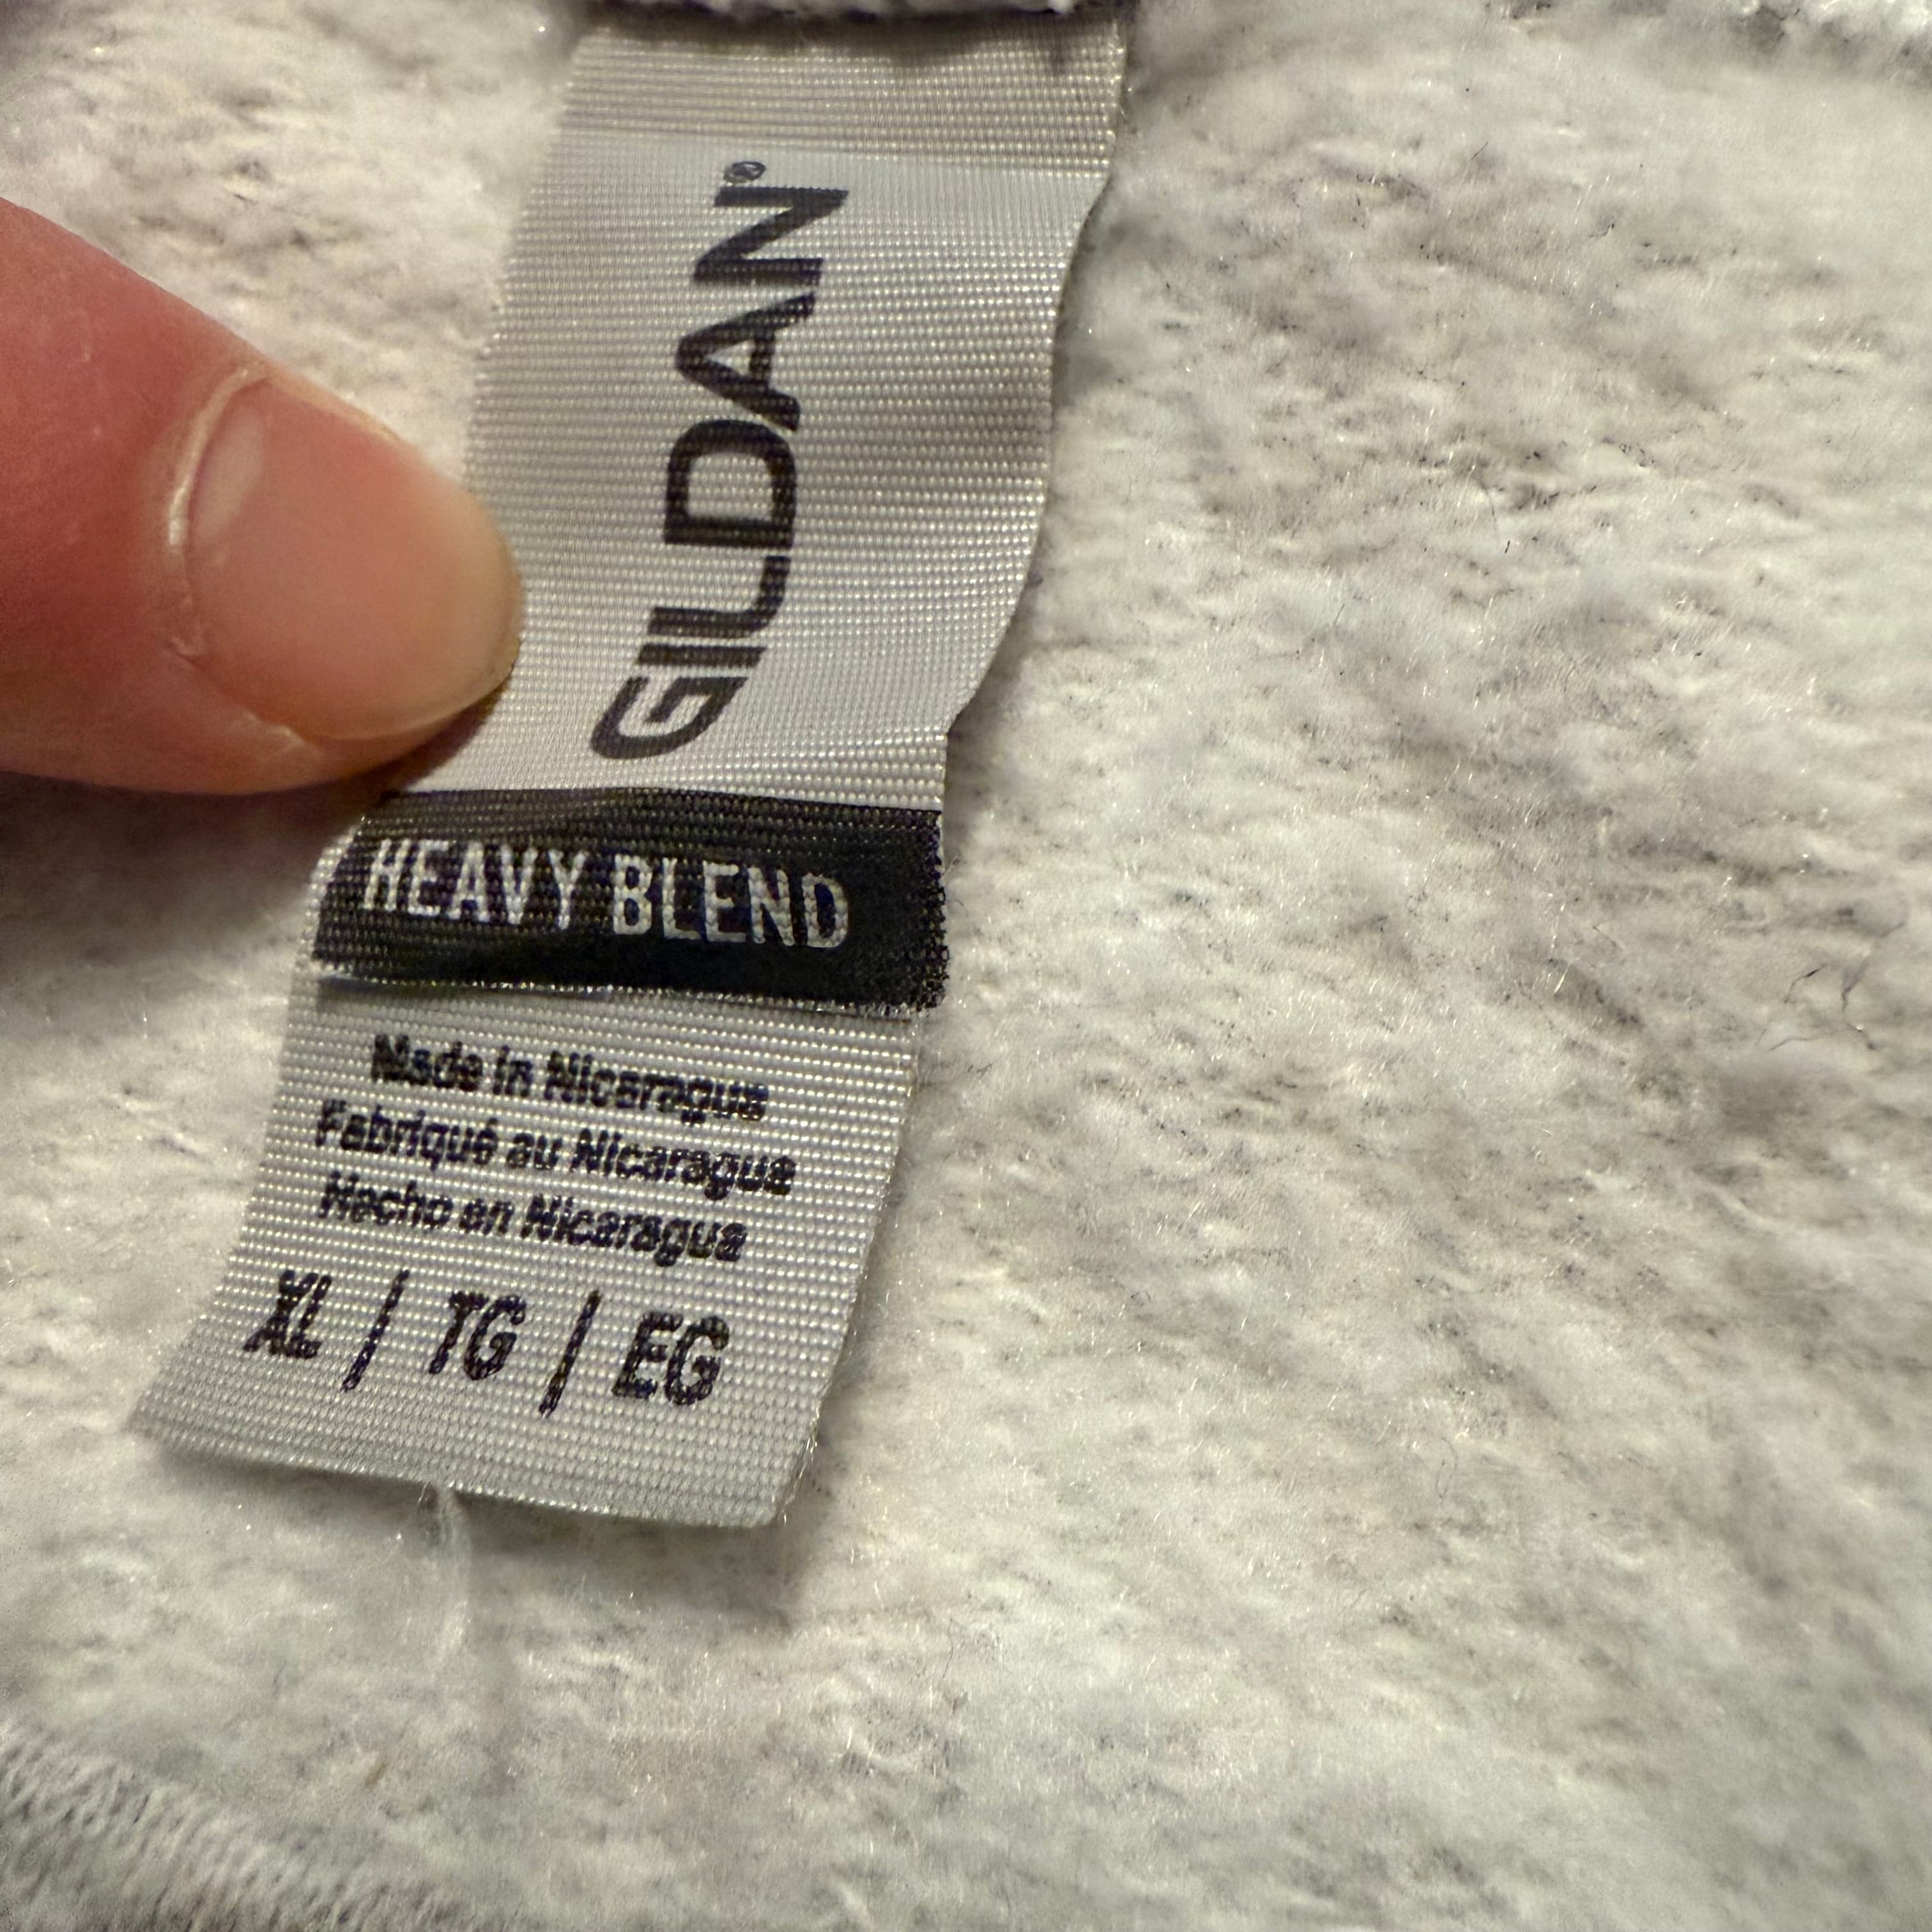 GILDAN®
HEAVY BLEND
Made in Nicaragua
Fabriqué au Nicaragua
Hecho en Nicaragua
XL | TG | EG